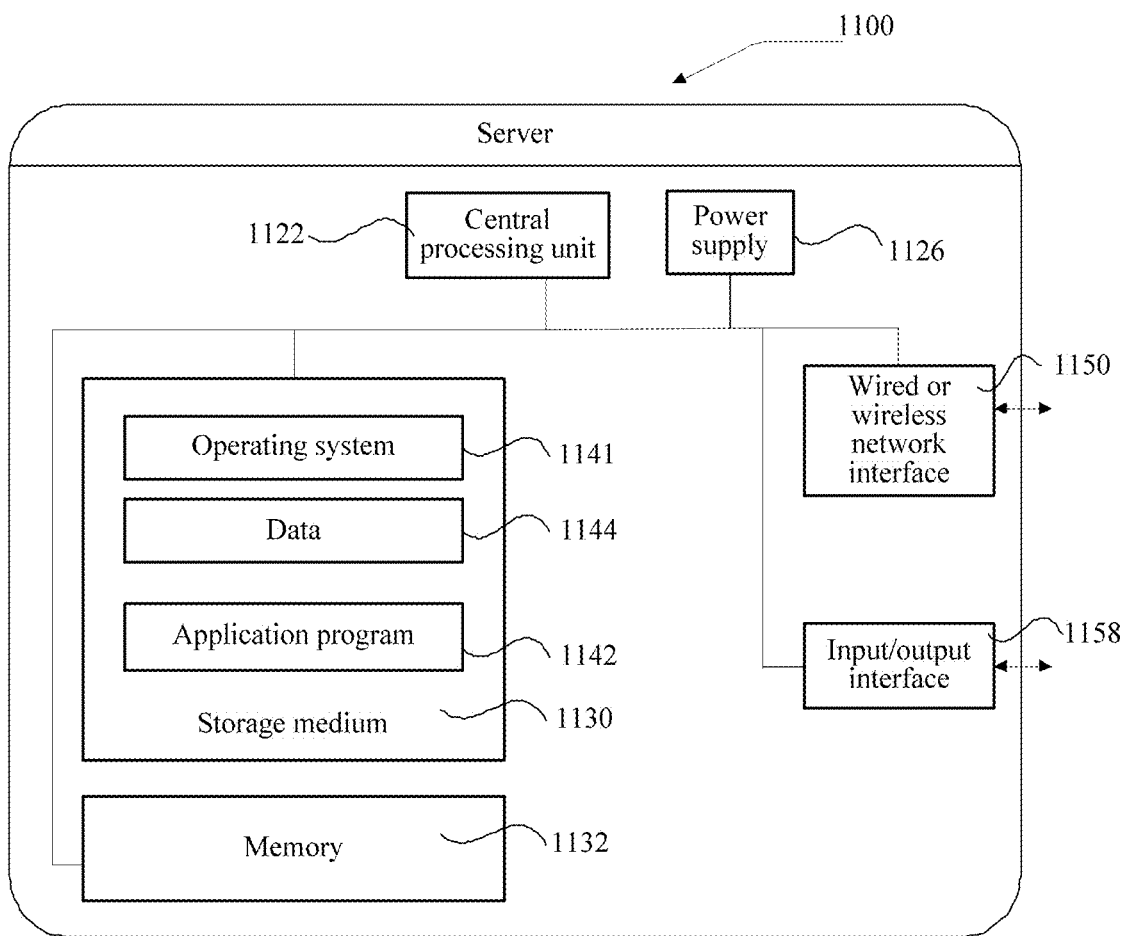 1100
Server
Central
processing unit
1122
Power
supply
1126
Wired or
wireless
network
interface
1150
Operating system
1141
Data
1144
Application program
1142
Storage medium
1130
Input/output
interface
1158
Memory
1132